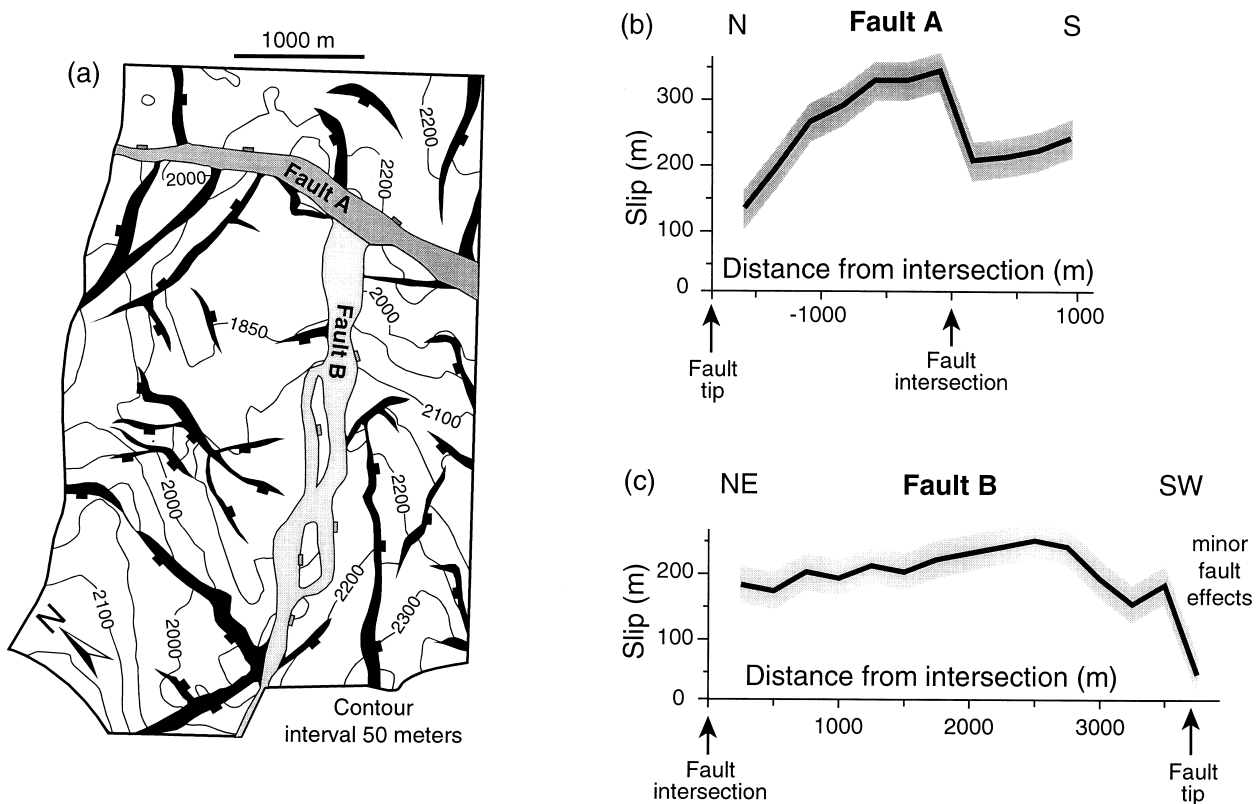 (a)
1000 m
2200
2000
2200
Fault A
2000
Fault B
1850
2100
2000
2200
2200
2100
2000
2300
N
Contour
interval 50 meters
(b)
N
Fault A
S
Slip (m)
300
200
100
0
Distance from intersection (m)
-1000
1000
Fault
tip
Fault
intersection
(c)
NE
Fault B
SW
minor
fault
effects
Slip (m)
200
100
0
Distance from intersection (m)
1000
2000
3000
Fault
intersection
Fault
tip